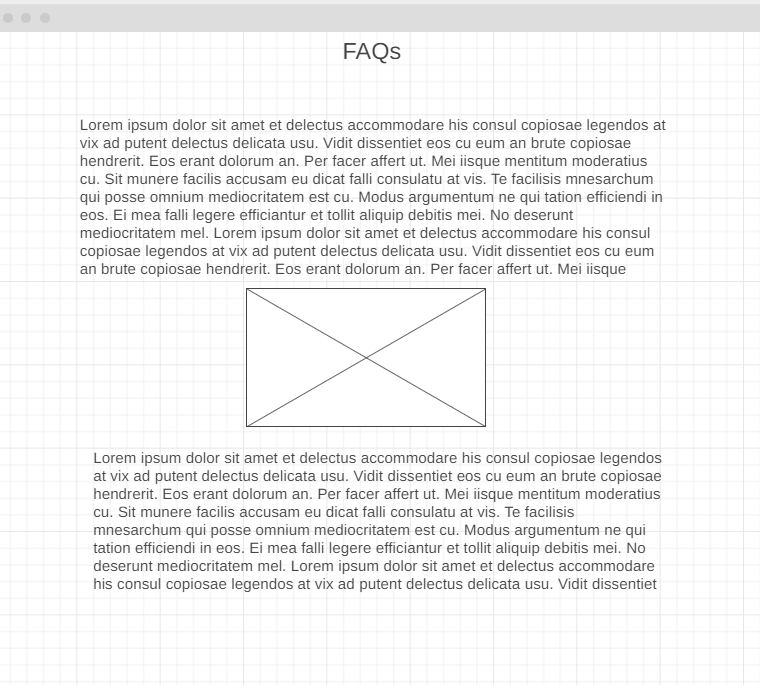 FAQs
Lorem ipsum dolor sit amet et delectus accommodare his consul copiosae legendos at
vix ad putent delectus delicata usu. Vidit dissentiet eos cu eum an brute copiosae
hendrerit. Eos erant dolorum an. Per facer affert ut. Mei iisque mentitum moderatius
cu. Sit munere facilis accusam eu dicat falli consulatu at vis. Te facilisis mnesarchum
qui posse omnium mediocritatem est cu. Modus argumentum ne qui tation efficiendi in
eos. Ei mea falli legere efficiantur et tollit aliquip debitis mei. No deserunt
mediocritatem mel. Lorem ipsum dolor sit amet et delectus accommodare his consul
copiosae legendos at vix ad putent delectus delicata usu. Vidit dissentiet eos cu eum
an brute copiosae hendrerit. Eos erant dolorum an. Per facer affert ut. Mei iisque
Lorem ipsum dolor sit amet et delectus accommodare his consul copiosae legendos
at vix ad putent delectus delicata usu. Vidit dissentiet eos cu eum an brute copiosae
hendrerit. Eos erant dolorum an. Per facer affert ut. Mei iisque mentitum moderatius
cu. Sit munere facilis accusam eu dicat falli consulatu at vis. Te facilisis
mnesarchum qui posse omnium mediocritatem est cu. Modus argumentum ne qui
tation efficiendi in eos. Ei mea falli legere efficiantur et tollit aliquip debitis mei. No
deserunt mediocritatem mel. Lorem ipsum dolor sit amet et delectus accommodare
his consul copiosae legendos at vix ad putent delectus delicata usu. Vidit dissentiet